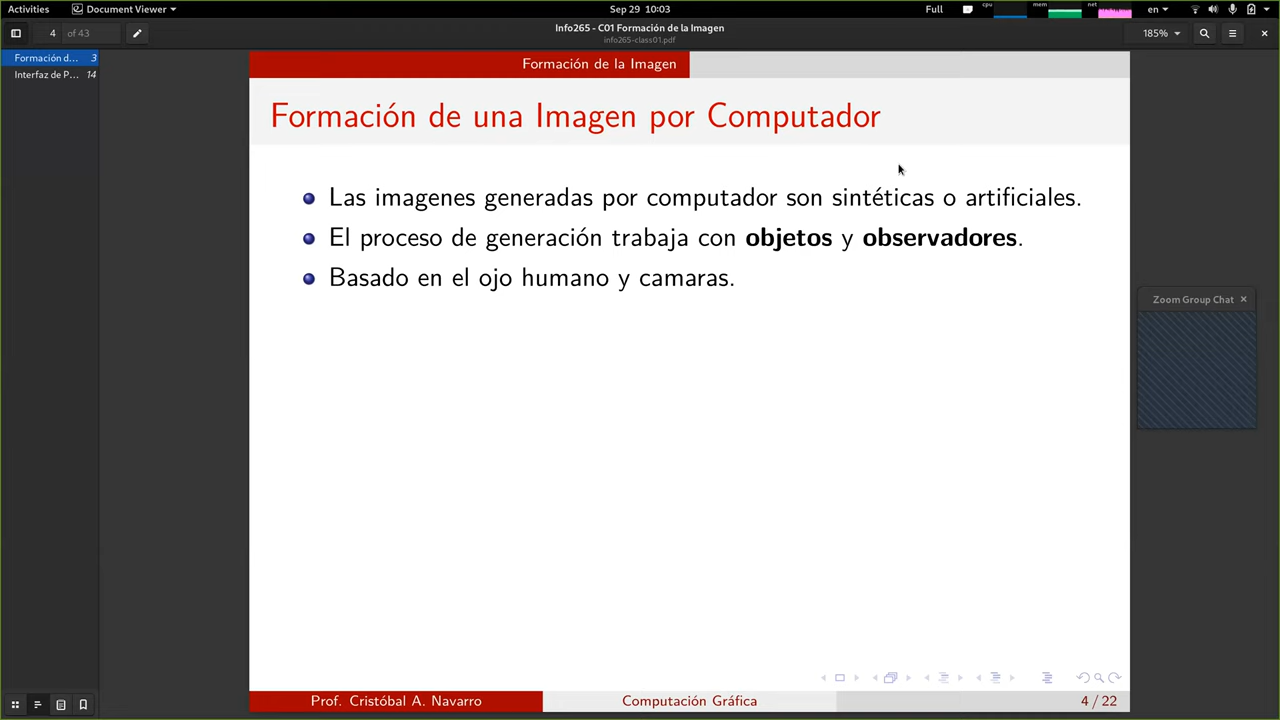 Activities
Document Viewer
Sep 29 10:03
Full
cpu
mem
net
en
4 of 43
Info265 - C01 Formación de la Imagen
info265-class01.pdf
185%
Formación d... 3
Interfaz de P... 14
Formación de la Imagen
Formación de una Imagen por Computador
Las imagenes generadas por computador son sintéticas o artificiales.
El proceso de generación trabaja con objetos y observadores.
Basado en el ojo humano y camaras.
Zoom Group Chat
Prof. Cristóbal A. Navarro
Computación Gráfica
4 / 22